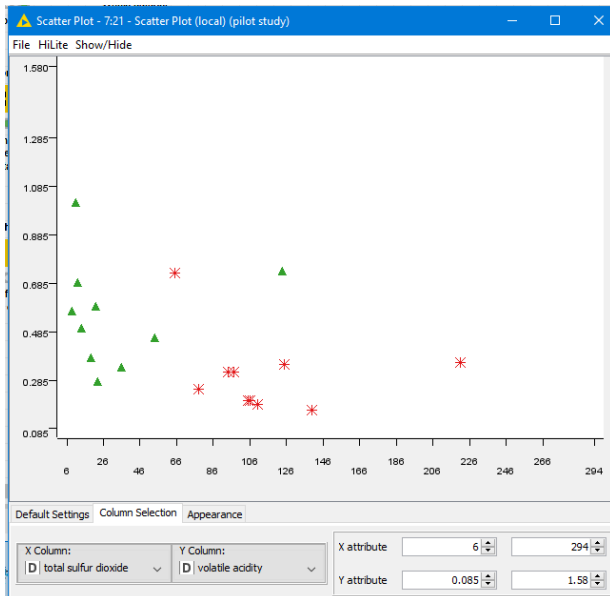 Scatter Plot - 7:21 - Scatter Plot (local) (pilot study)
File HiLite Show/Hide
1.580
1.285
1.085
0.885
0.685
0.485
0.285
0.085
6 26 46 66 86 106 126 146 166 186 206 226 246 266 294
Default Settings Column Selection Appearance
X Column: Y Column:
D total sulfur dioxide D volatile acidity
X attribute 6 294
Y attribute 0.085 1.58